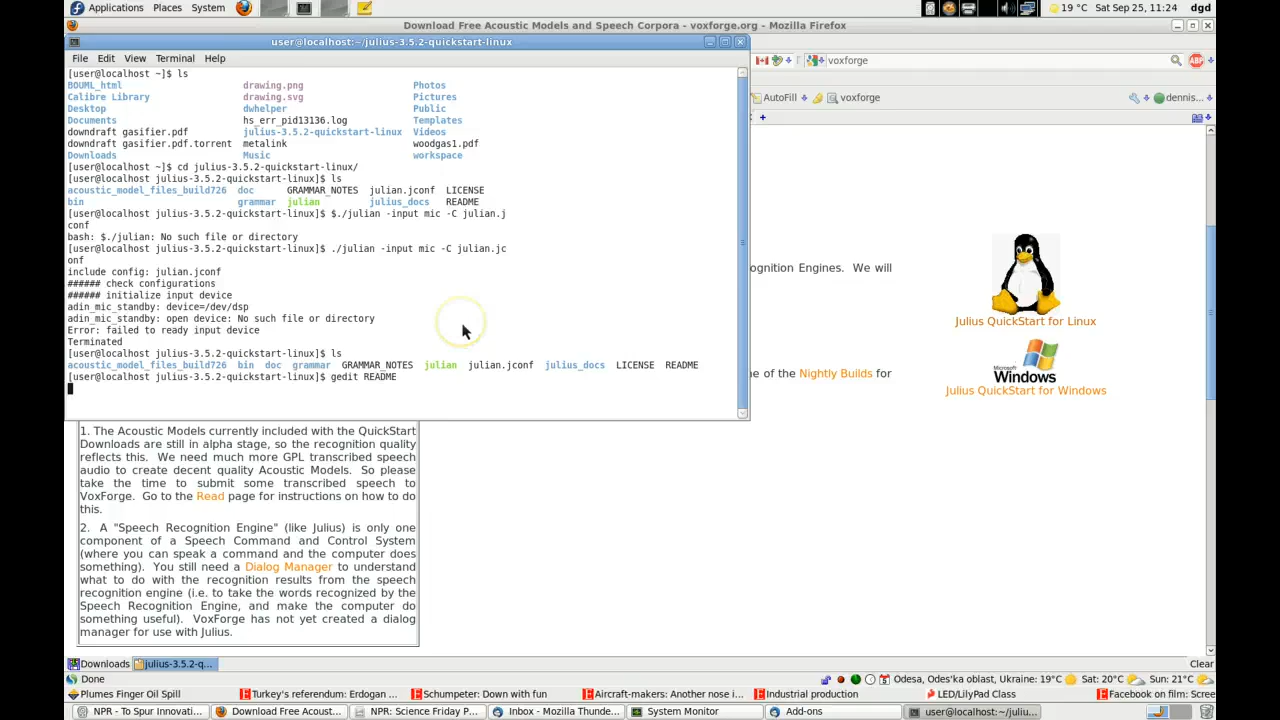 Applications Places System 19 °C Sat Sep 25, 11:24 dgd
Download Free Acoustic Models and Speech Corpora - voxforge.org - Mozilla Firefox
user@localhost:~/julius-3.5.2-quickstart-linux
File Edit View Terminal Help
voxforge
AutoFill voxforge dennis...
[user@localhost ~]$ ls
BOUML_html drawing.png Photos
Calibre Library drawing.svg Pictures
Desktop dwhelper Public
Documents hs_err_pid13136.log Templates
downdraft gasifier.pdf julius-3.5.2-quickstart-linux Videos
downdraft gasifier.pdf.torrent metalink woodgas1.pdf
Downloads Music workspace
[user@localhost ~]$ cd julius-3.5.2-quickstart-linux/
[user@localhost julius-3.5.2-quickstart-linux]$ ls
acoustic_model_files_build726 doc GRAMMAR_NOTES julian.jconf LICENSE
bin grammar julian julius_docs README
[user@localhost julius-3.5.2-quickstart-linux]$ $./julian -input mic -C julian.j
conf
bash: $./julian: No such file or directory
[user@localhost julius-3.5.2-quickstart-linux]$ ./julian -input mic -C julian.jc
onf
include config: julian.jconf
###### check configurations
###### initialize input device
adin_mic_standby: device=/dev/dsp
adin_mic_standby: open device: No such file or directory
Error: failed to ready input device
Terminated
[user@localhost julius-3.5.2-quickstart-linux]$ ls
acoustic_model_files_build726 bin doc grammar GRAMMAR_NOTES julian julian.jconf julius_docs LICENSE README
[user@localhost julius-3.5.2-quickstart-linux]$ gedit README
ognition Engines. We will
Julius QuickStart for Linux
ne of the Nightly Builds for
Microsoft
Windows
Julius QuickStart for Windows
1. The Acoustic Models currently included with the QuickStart
Downloads are still in alpha stage, so the recognition quality
reflects this. We need much more GPL transcribed speech
audio to create decent quality Acoustic Models. So please
take the time to submit some transcribed speech to
VoxForge. Go to the Read page for instructions on how to do
this.
2. A "Speech Recognition Engine" (like Julius) is only one
component of a Speech Command and Control System
(where you can speak a command and the computer does
something). You still need a Dialog Manager to understand
what to do with the recognition results from the speech
recognition engine (i.e. to take the words recognized by the
Speech Recognition Engine, and make the computer do
something useful). VoxForge has not yet created a dialog
manager for use with Julius.
Downloads julius-3.5.2-q... Clear
Done Odesa, Odes'ka oblast, Ukraine: 19°C Sat: 20°C Sun: 21°C
Plumes Finger Oil Spill Turkey's referendum: Erdogan ... Schumpeter: Down with fun Aircraft-makers: Another nose i... Industrial production LED/LilyPad Class Facebook on film: Scree
NPR - To Spur Innovati... Download Free Acoust... NPR: Science Friday P... Inbox - Mozilla Thunde... System Monitor Add-ons user@localhost:~/juliu...